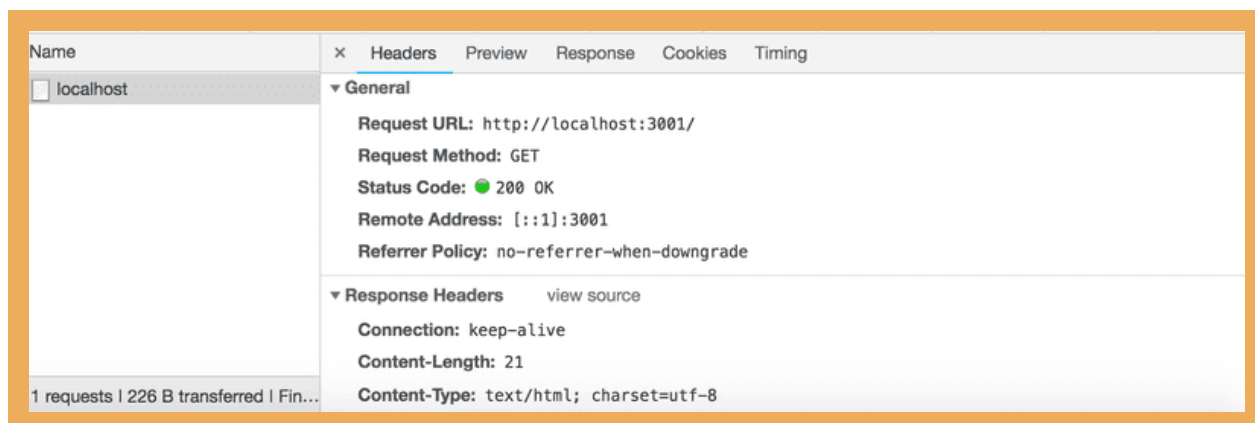 Name
× Headers Preview Response Cookies Timing
localhost
▼ General
Request URL: http://localhost:3001/
Request Method: GET
Status Code: 200 OK
Remote Address: [::1]:3001
Referrer Policy: no-referrer-when-downgrade
▼ Response Headers view source
Connection: keep-alive
Content-Length: 21
Content-Type: text/html; charset=utf-8
1 requests | 226 B transferred | Fin...